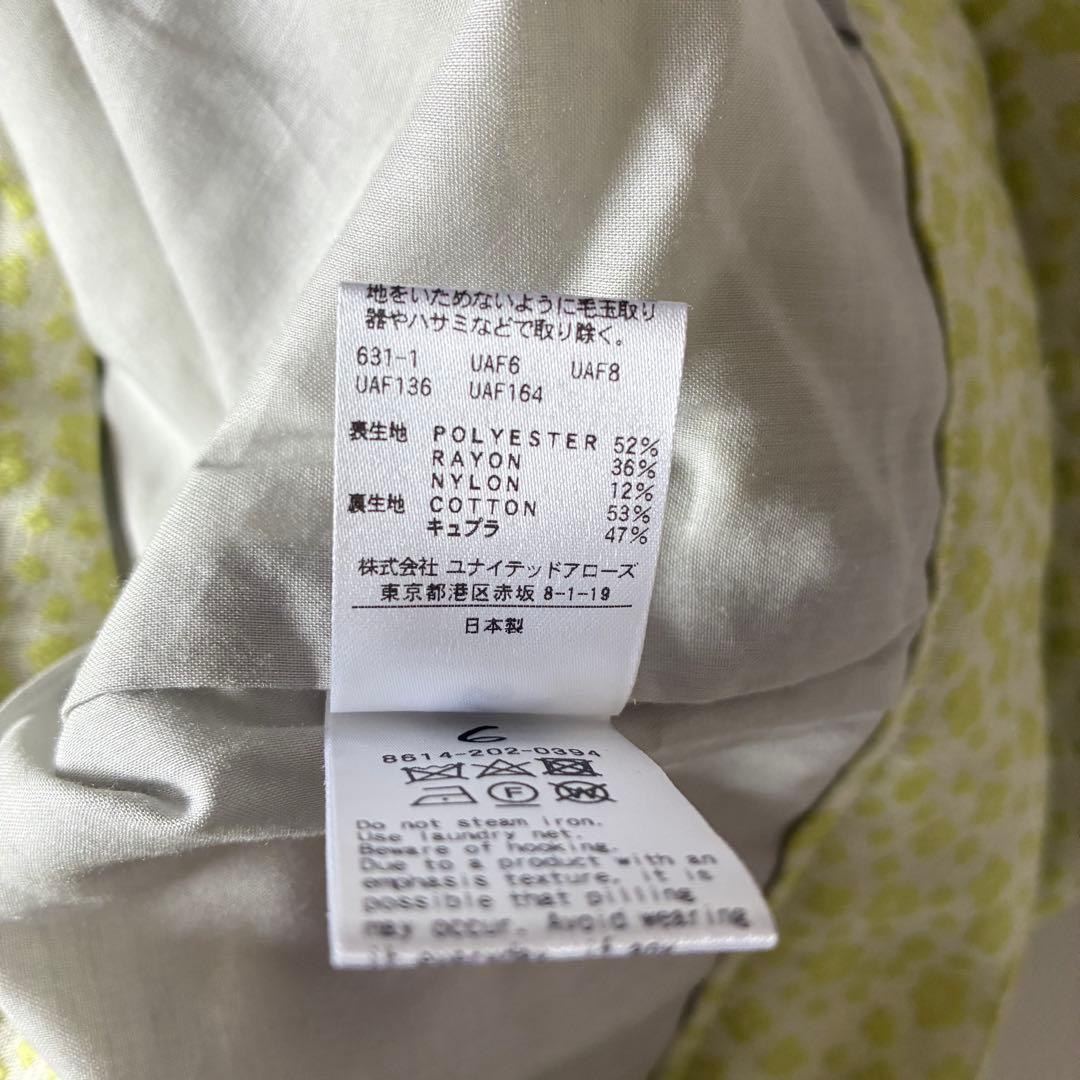 地をいためないように毛玉取り
器やハサミなどで取り除く。
631-1 UAF6 UAF8
UAF136 UAF164
表生地 POLYESTER 52%
RAYON 36%
NYLON 12%
裏生地 COTTON 53%
キュプラ 47%
株式会社 ユナイテッドアローズ
東京都港区赤坂 8-1-19
日本製
6
8614-202-0394
F W
Do not steam iron.
Use laundry net.
Beware of hooking.
Due to a product with an
emphasis texture, it is
possible that pilling
may occur. Avoid wearing
it if any